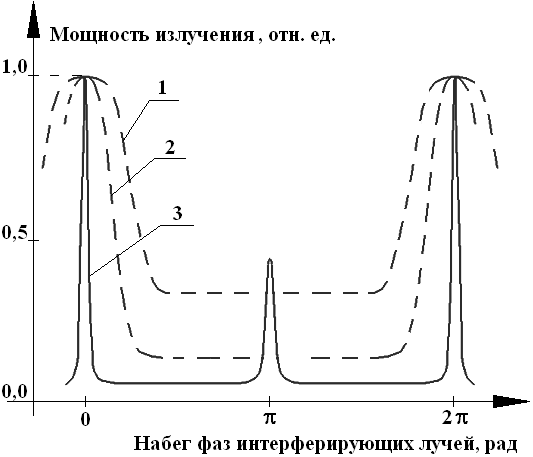 Мощность излучения , отн. ед.
1,0
1
2
3
0,5
0,0
0
π
2π
Набег фаз интерферирующих лучей, рад